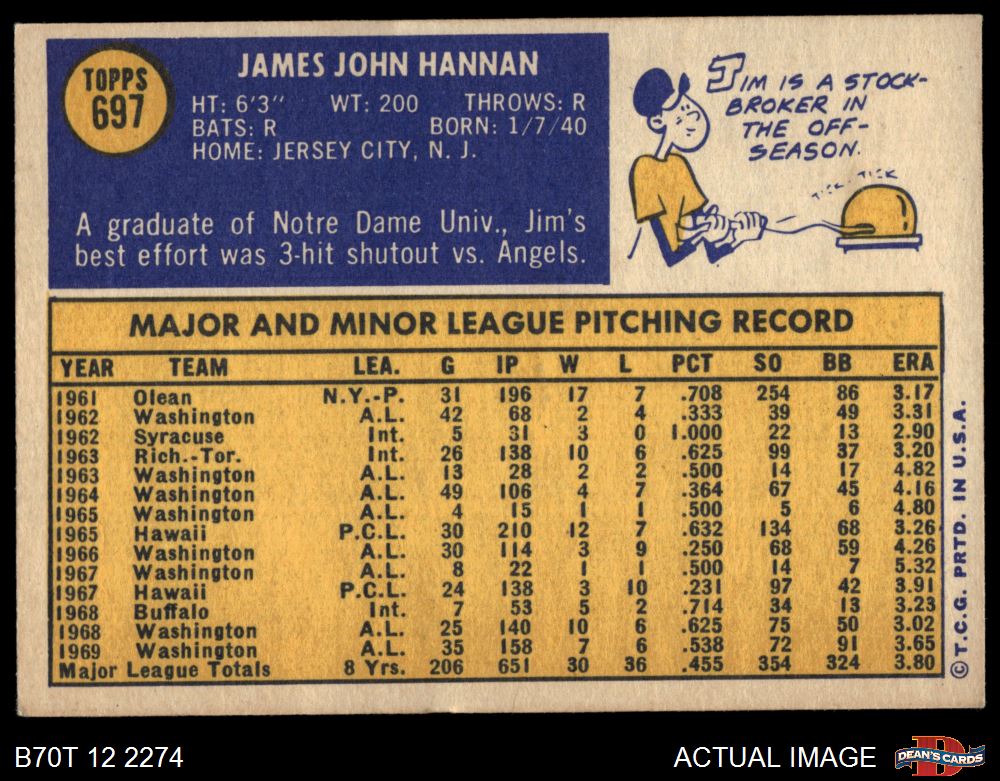 TOPPS
697
JAMES JOHN HANNAN
HT: 6'3" WT: 200 THROWS: R
BATS: R BORN: 1/7/40
HOME: JERSEY CITY, N. J.
A graduate of Notre Dame Univ., Jim's
best effort was 3-hit shutout vs. Angels.
JIM IS A STOCK-
BROKER IN
THE OFF-
SEASON.
TICK TICK
MAJOR AND MINOR LEAGUE PITCHING RECORD
YEAR TEAM LEA. G IP W L PCT SO BB ERA
1961 Olean N.Y.-P. 31 196 17 7 .708 254 86 3.17
1962 Washington A.L. 42 68 2 4 .333 39 49 3.31
1962 Syracuse Int. 5 31 3 0 1.000 22 13 2.90
1963 Rich.-Tor. Int. 26 138 10 6 .625 99 37 3.20
1963 Washington A.L. 13 28 2 2 .500 14 17 4.82
1964 Washington A.L. 49 106 4 7 .364 67 45 4.16
1965 Washington A.L. 4 15 1 1 .500 5 6 4.80
1965 Hawaii P.C.L. 30 210 12 7 .632 134 68 3.26
1966 Washington A.L. 30 114 3 9 .250 68 59 4.26
1967 Washington A.L. 8 22 1 1 .500 14 7 5.32
1967 Hawaii P.C.L. 24 138 3 10 .231 97 42 3.91
1968 Buffalo Int. 7 53 5 2 .714 34 13 3.23
1968 Washington A.L. 25 140 10 6 .625 75 50 3.02
1969 Washington A.L. 35 158 7 6 .538 72 91 3.65
Major League Totals 8 Yrs. 206 651 30 36 .455 354 324 3.80
© T.C.G. PRTD. IN U.S.A.
B70T 12 2274
ACTUAL IMAGE
D
DEAN'S CARDS